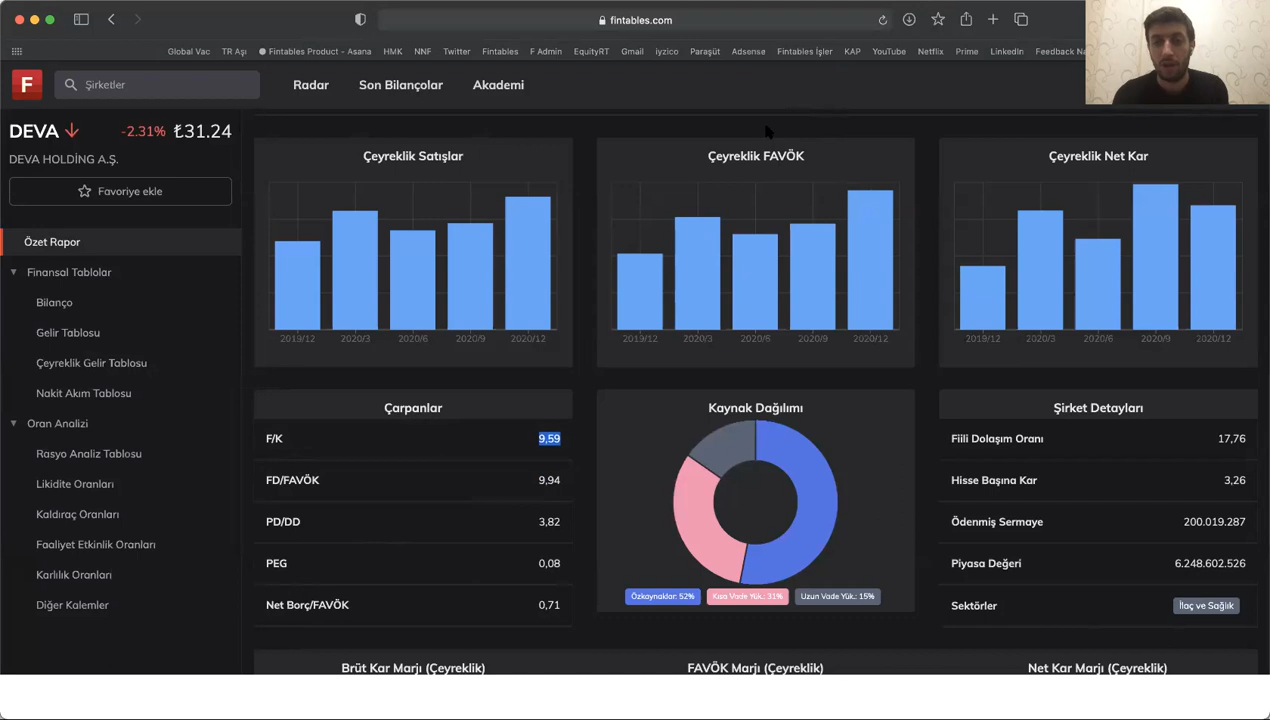 fintables.com
Global Vac TR Aşı Fintables Product - Asana HMK NNF Twitter Fintables F Admin EquityRT Gmail iyzico Paraşüt Adsense Fintables İşler KAP YouTube Netflix Prime LinkedIn Feedback Ne
F Şirketler Radar Son Bilançolar Akademi
DEVA -2.31% ₺31.24
DEVA HOLDİNG A.Ş.
Favoriye ekle
Özet Rapor
Finansal Tablolar
Bilanço
Gelir Tablosu
Çeyreklik Gelir Tablosu
Nakit Akım Tablosu
Oran Analizi
Rasyo Analiz Tablosu
Likidite Oranları
Kaldıraç Oranları
Faaliyet Etkinlik Oranları
Karlılık Oranları
Diğer Kalemler
Çeyreklik Satışlar
2019/12 2020/3 2020/6 2020/9 2020/12
Çeyreklik FAVÖK
2019/12 2020/3 2020/6 2020/9 2020/12
Çeyreklik Net Kar
2019/12 2020/3 2020/6 2020/9 2020/12
Çarpanlar
F/K 9,59
FD/FAVÖK 9,94
PD/DD 3,82
PEG 0,08
Net Borç/FAVÖK 0,71
Kaynak Dağılımı
Özkaynaklar: 52% Kısa Vade Yük.: 31% Uzun Vade Yük.: 15%
Şirket Detayları
Fiili Dolaşım Oranı 17,76
Hisse Başına Kar 3,26
Ödenmiş Sermaye 200.019.287
Piyasa Değeri 6.248.602.526
Sektörler İlaç ve Sağlık
Brüt Kar Marjı (Çeyreklik)
FAVÖK Marjı (Çeyreklik)
Net Kar Marjı (Çeyreklik)